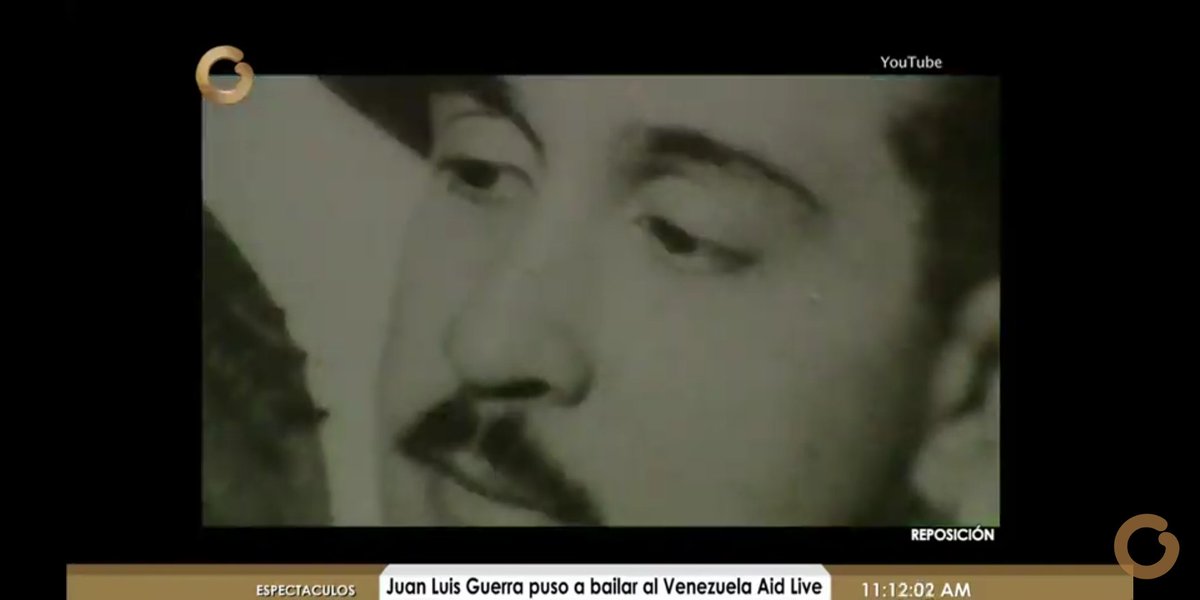 YouTube
REPOSICIÓN
ESPECTACULOS
Juan Luis Guerra puso a bailar al Venezuela Aid Live
11:12:02 AM